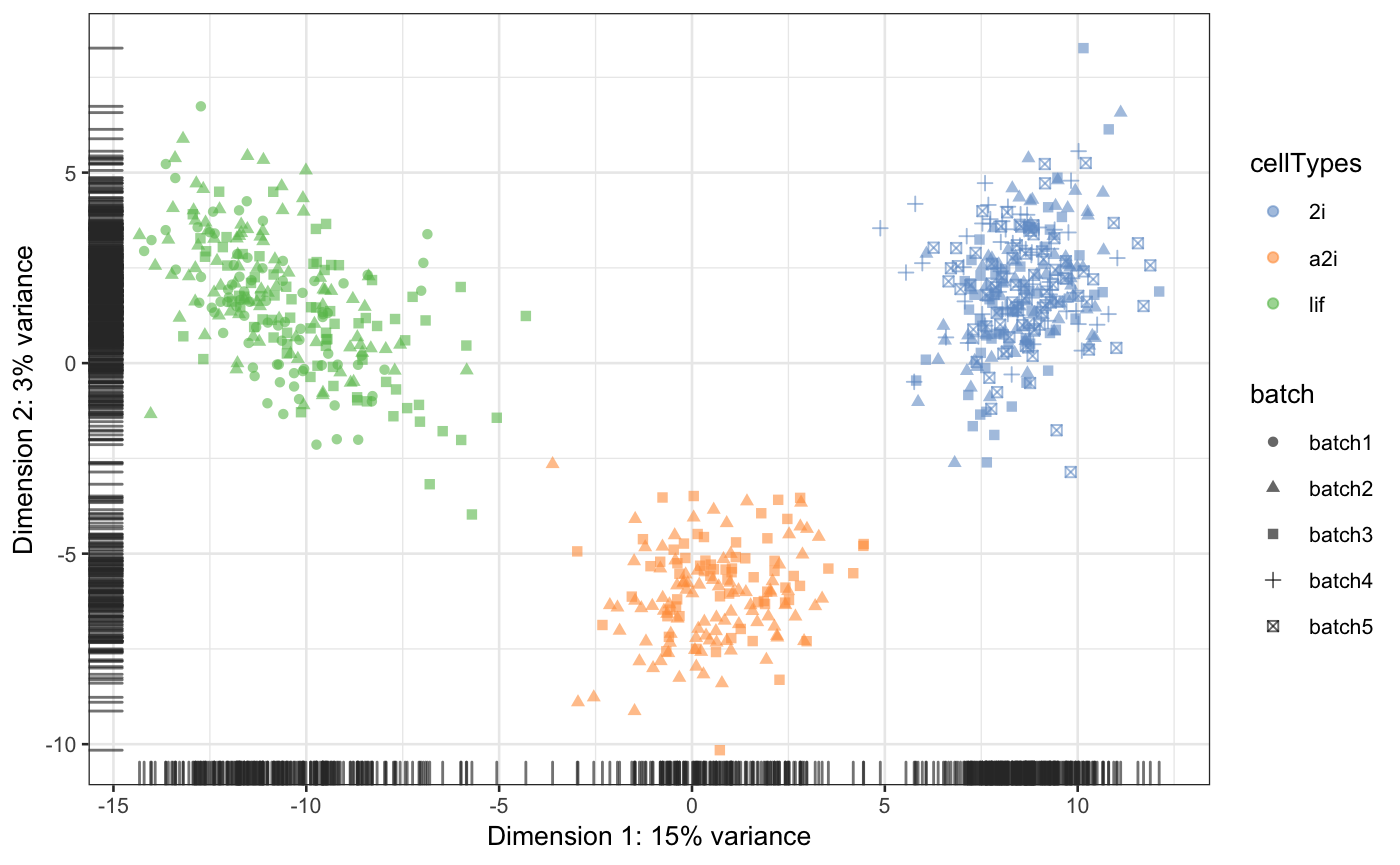 5
0
-5
-10
Dimension 2: 3% variance
-15
-10
-5
0
5
10
Dimension 1: 15% variance
cellTypes
2i
a2i
lif
batch
batch1
batch2
batch3
batch4
batch5